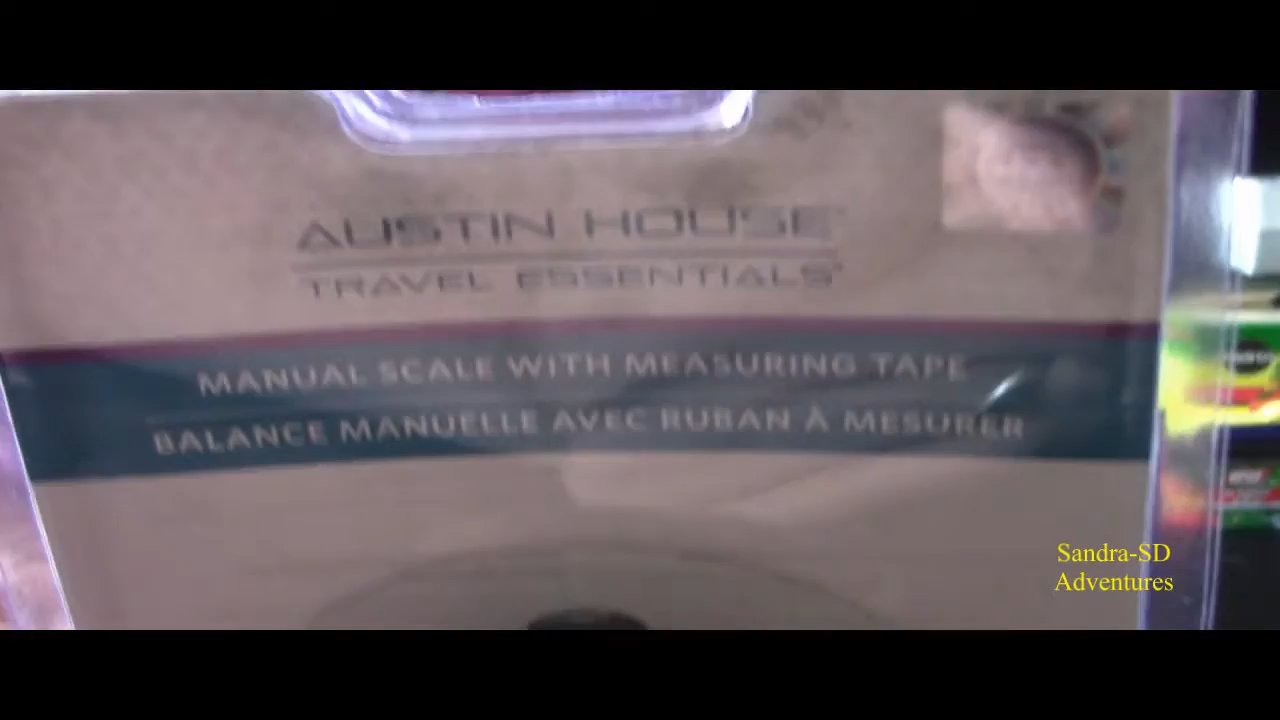 AUSTIN HOUSE
TRAVEL ESSENTIALS
MANUAL SCALE WITH MEASURING TAPE
BALANCE MANUELLE AVEC RUBAN À MESURER
Sandra-SD
Adventures